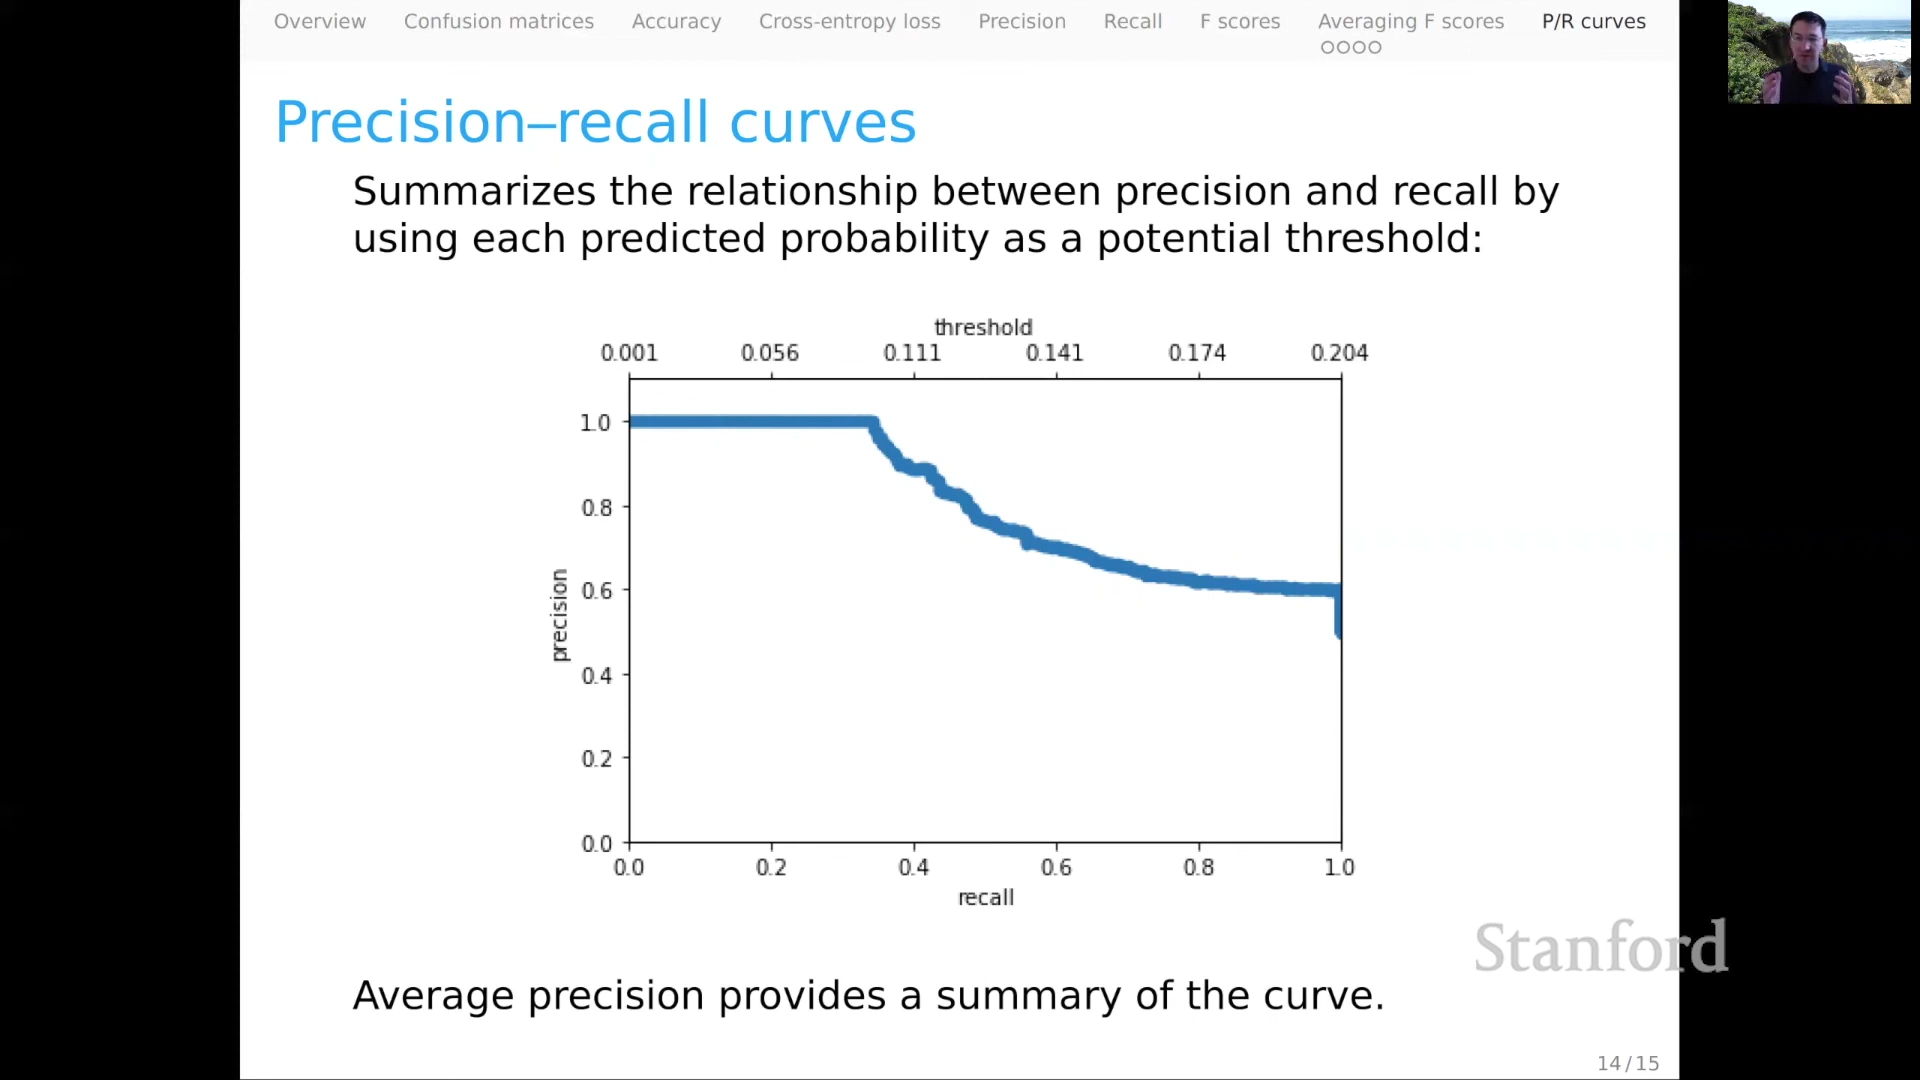 Overview Confusion matrices Accuracy Cross-entropy loss Precision Recall F scores Averaging F scores P/R curves
Precision–recall curves
Summarizes the relationship between precision and recall by
using each predicted probability as a potential threshold:
threshold
0.001 0.056 0.111 0.141 0.174 0.204
1.0
0.8
0.6
0.4
0.2
0.0
precision
0.0 0.2 0.4 0.6 0.8 1.0
recall
Stanford
Average precision provides a summary of the curve.
14/15